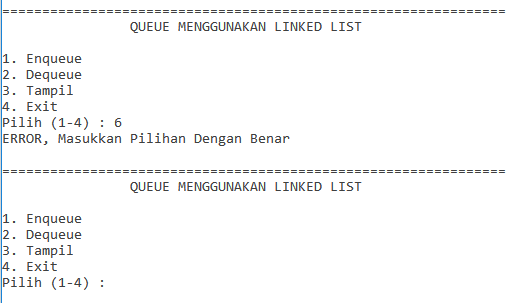 ===============================================================
QUEUE MENGGUNAKAN LINKED LIST
1. Enqueue
2. Dequeue
3. Tampil
4. Exit
Pilih (1-4) : 6
ERROR, Masukkan Pilihan Dengan Benar
===============================================================
QUEUE MENGGUNAKAN LINKED LIST
1. Enqueue
2. Dequeue
3. Tampil
4. Exit
Pilih (1-4) :